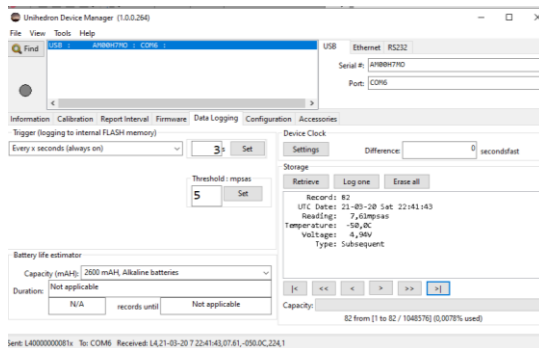 Unihedron Device Manager (1.0.0.264)
File View Tools Help
Find
USB : AM00H7MO : COM6
USB Ethernet RS232
Serial #: AM00H7MO
Port: COM6
Information Calibration Report Interval Firmware Data Logging Configuration Accessories
Trigger (logging to internal FLASH memory)
Every x seconds (always on)
3 s Set
Threshold : mpsas
5 Set
Device Clock
Settings Difference: 0 secondsfast
Storage
Retrieve Log one Erase all
Record: 82
UTC Date: 21-03-20 Sat 22:41:43
Reading: 7,61mpsas
Temperature: -50,0C
Voltage: 4,94V
Type: Subsequent
|< << < > >> >|
Capacity:
82 from [1 to 82 / 1048576] (0,0078% used)
Battery life estimator
Capacity (mAH): 2600 mAH, Alkaline batteries
Duration: Not applicable
N/A records until Not applicable
Sent: L40000000081x To: COM6 Received: L4,21-03-20 7 22:41:43,07.61,-050.0C,224,1